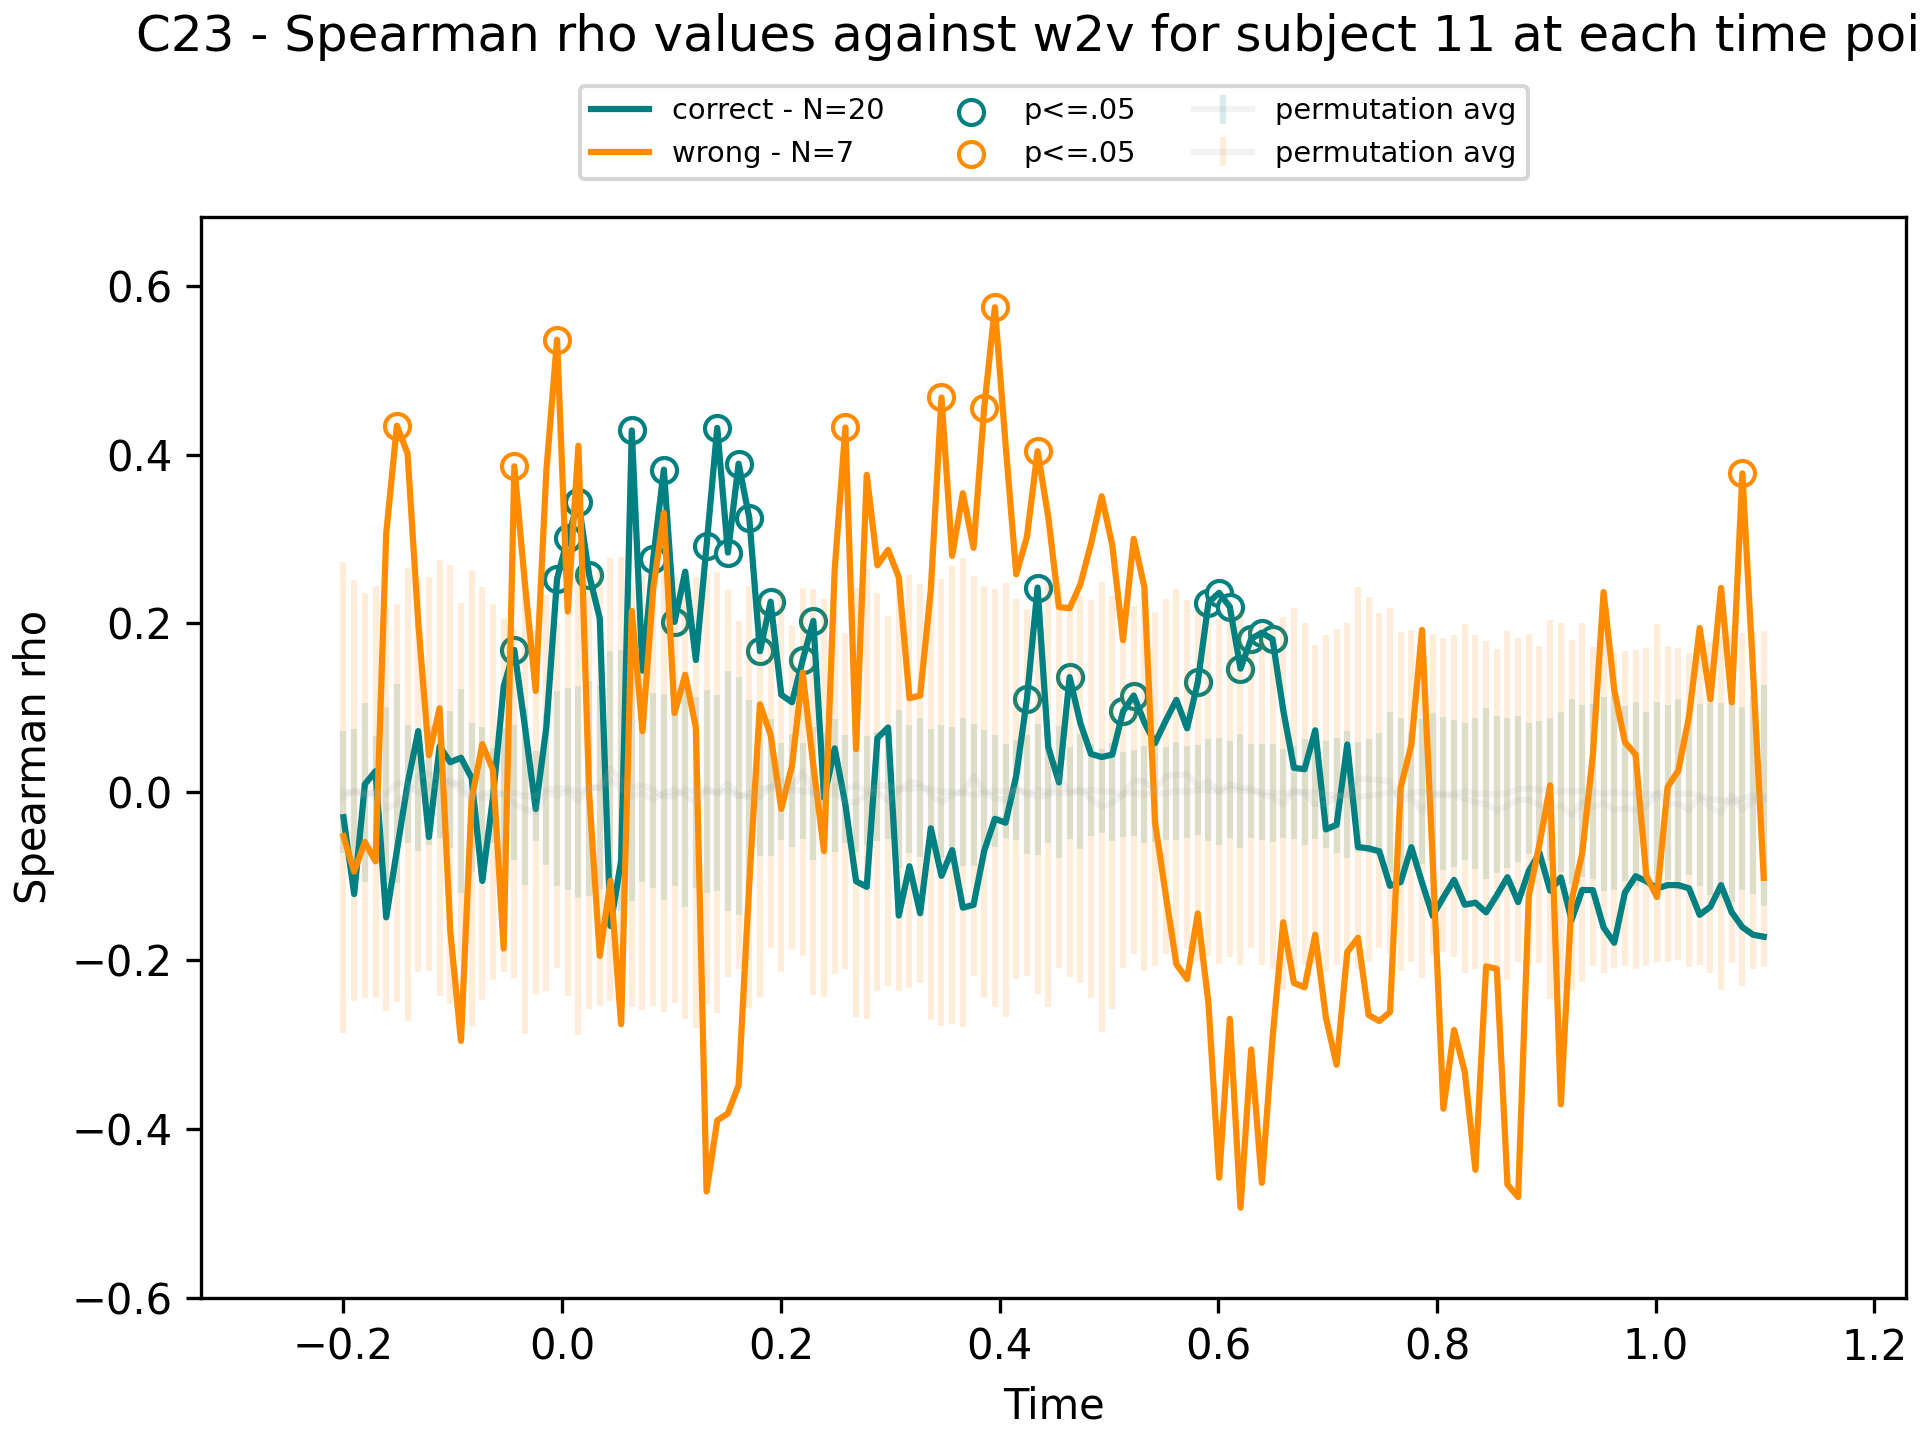 C23 - Spearman rho values against w2v for subject 11 at each time poi
correct - N=20
p<=.05
permutation avg
wrong - N=7
p<=.05
permutation avg
Spearman rho
0.6
0.4
0.2
0.0
−0.2
−0.4
−0.6
−0.2
0.0
0.2
0.4
0.6
0.8
1.0
1.2
Time